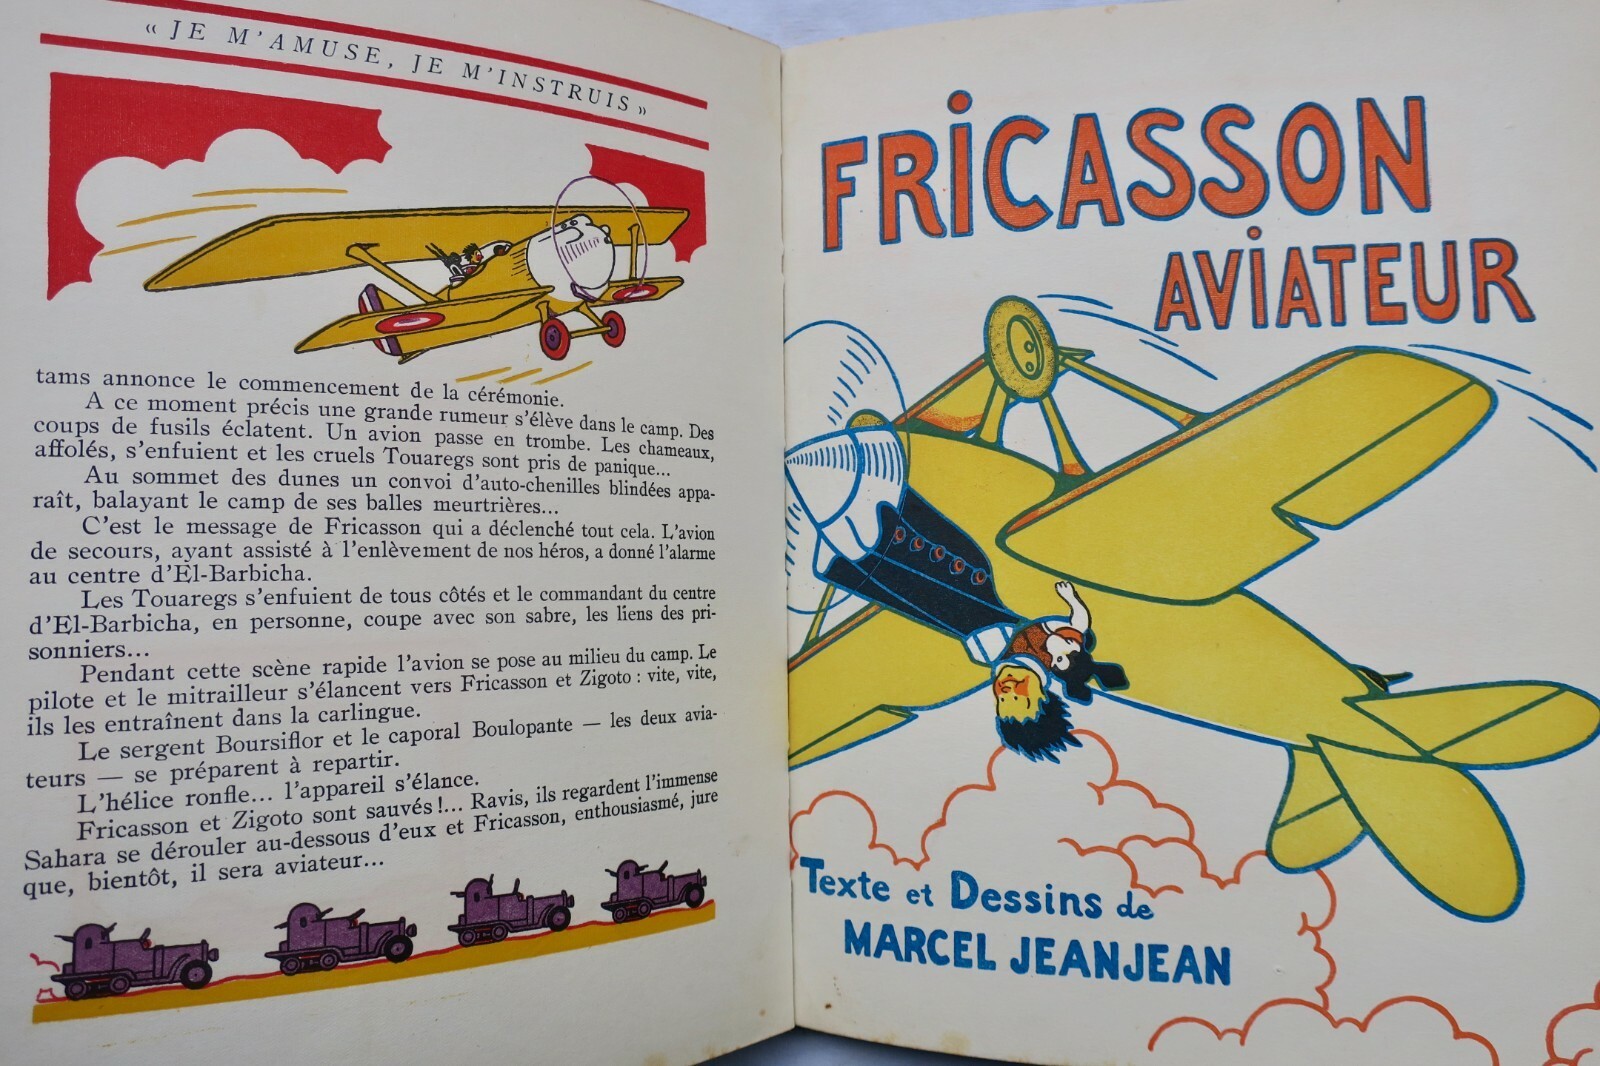 « JE M'AMUSE, JE M'INSTRUIS »
tams annonce le commencement de la cérémonie.
A ce moment précis une grande rumeur s'élève dans le camp. Des
coups de fusils éclatent. Un avion passe en trombe. Les chameaux,
affolés, s'enfuient et les cruels Touaregs sont pris de panique...
Au sommet des dunes un convoi d'auto-chenilles blindées appa-
raît, balayant le camp de ses balles meurtrières...
C'est le message de Fricasson qui a déclenché tout cela. L'avion
de secours, ayant assisté à l'enlèvement de nos héros, a donné l'alarme
au centre d'El-Barbicha.
Les Touaregs s'enfuient de tous côtés et le commandant du centre
d'El-Barbicha, en personne, coupe avec son sabre, les liens des pri-
sonniers...
Pendant cette scène rapide l'avion se pose au milieu du camp. Le
pilote et le mitrailleur s'élancent vers Fricasson et Zigoto : vite, vite,
ils les entraînent dans la carlingue.
Le sergent Boursiflor et le caporal Boulopante — les deux avia-
teurs — se préparent à repartir.
L'hélice ronfle... l'appareil s'élance.
Fricasson et Zigoto sont sauvés !... Ravis, ils regardent l'immense
Sahara se dérouler au-dessous d'eux et Fricasson, enthousiasmé, jure
que, bientôt, il sera aviateur...
FRICASSON
AVIATEUR
Texte et Dessins de
MARCEL JEANJEAN